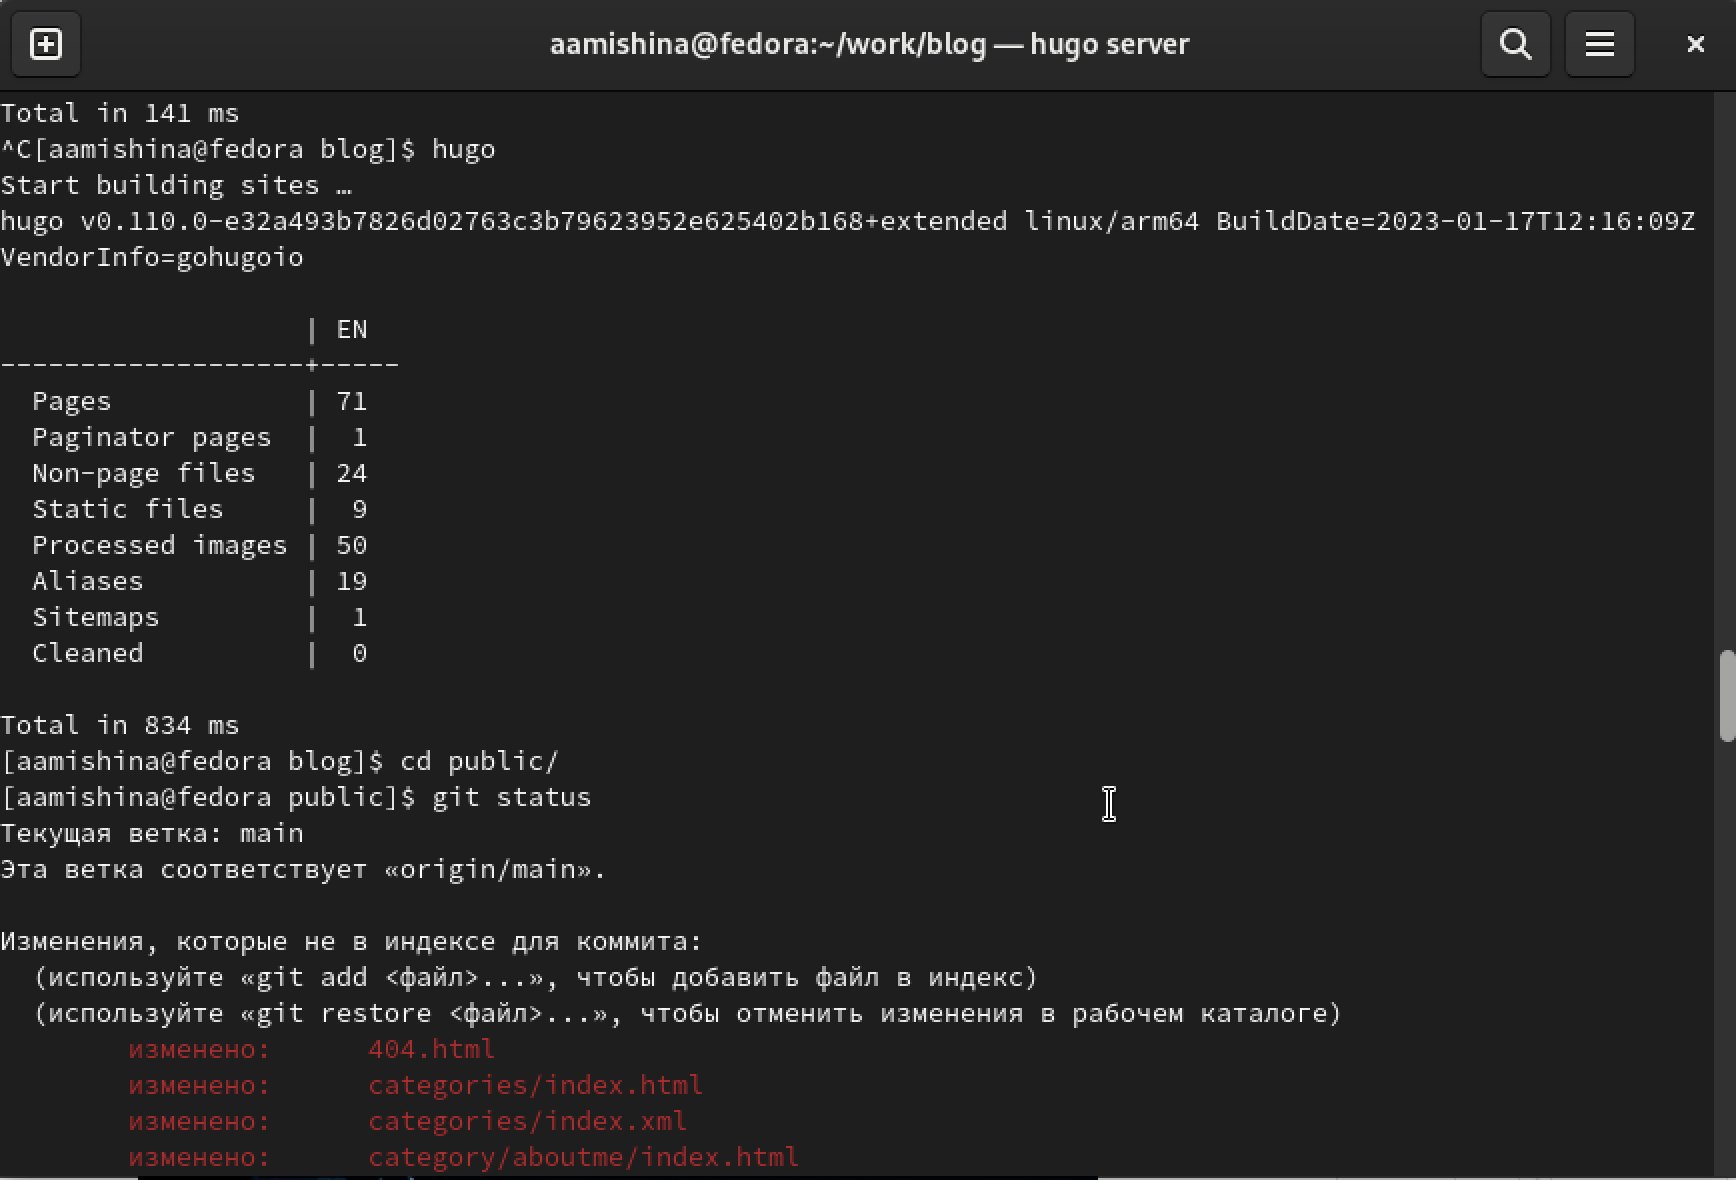 aamishina@fedora:~/work/blog — hugo server
Total in 141 ms
^C[aamishina@fedora blog]$ hugo
Start building sites …
hugo v0.110.0-e32a493b7826d02763c3b79623952e625402b168+extended linux/arm64 BuildDate=2023-01-17T12:16:09Z
VendorInfo=gohugoio
                   | EN
-------------------+-----
  Pages            | 71
  Paginator pages  |  1
  Non-page files   | 24
  Static files     |  9
  Processed images | 50
  Aliases          | 19
  Sitemaps         |  1
  Cleaned          |  0
Total in 834 ms
[aamishina@fedora blog]$ cd public/
[aamishina@fedora public]$ git status
Текущая ветка: main
Эта ветка соответствует «origin/main».
Изменения, которые не в индексе для коммита:
  (используйте «git add <файл>...», чтобы добавить файл в индекс)
  (используйте «git restore <файл>...», чтобы отменить изменения в рабочем каталоге)
        изменено:      404.html
        изменено:      categories/index.html
        изменено:      categories/index.xml
        изменено:      category/aboutme/index.html